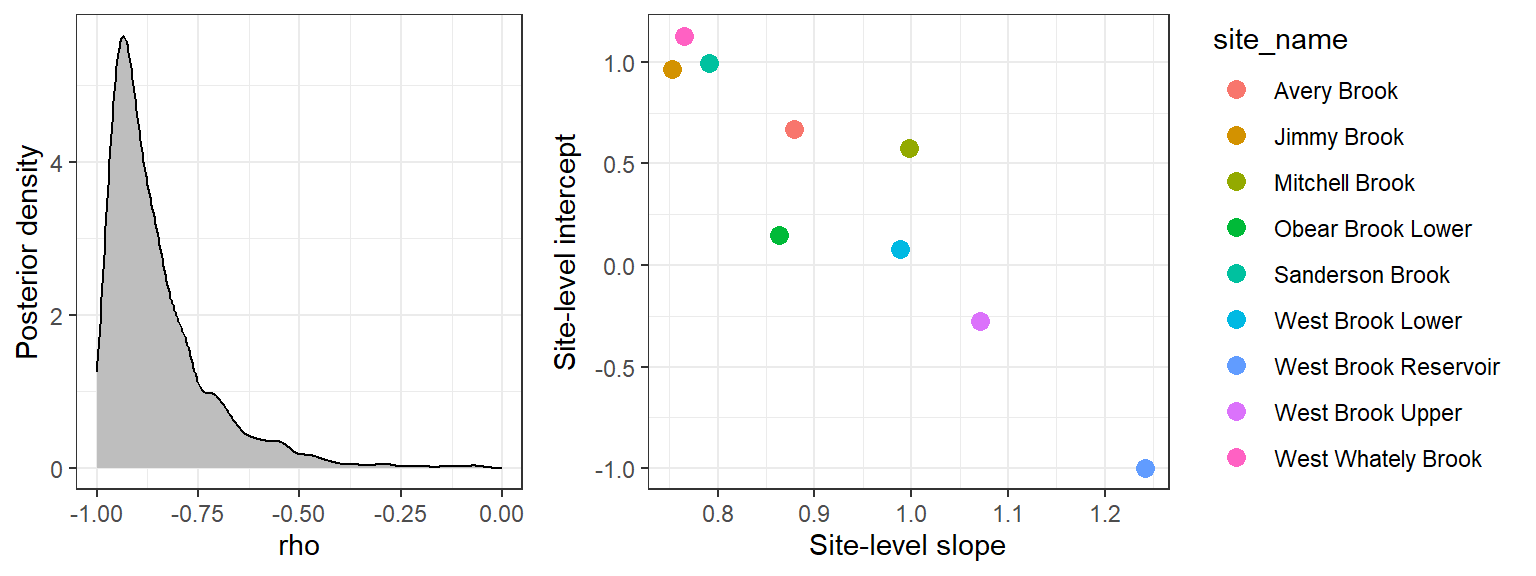 Posterior density
4
2
0
-1.00 -0.75 -0.50 -0.25 0.00
rho
Site-level intercept
1.0
0.5
0.0
-0.5
-1.0
0.8 0.9 1.0 1.1 1.2
Site-level slope
site_name
Avery Brook
Jimmy Brook
Mitchell Brook
Obear Brook Lower
Sanderson Brook
West Brook Lower
West Brook Reservoir
West Brook Upper
West Whately Brook